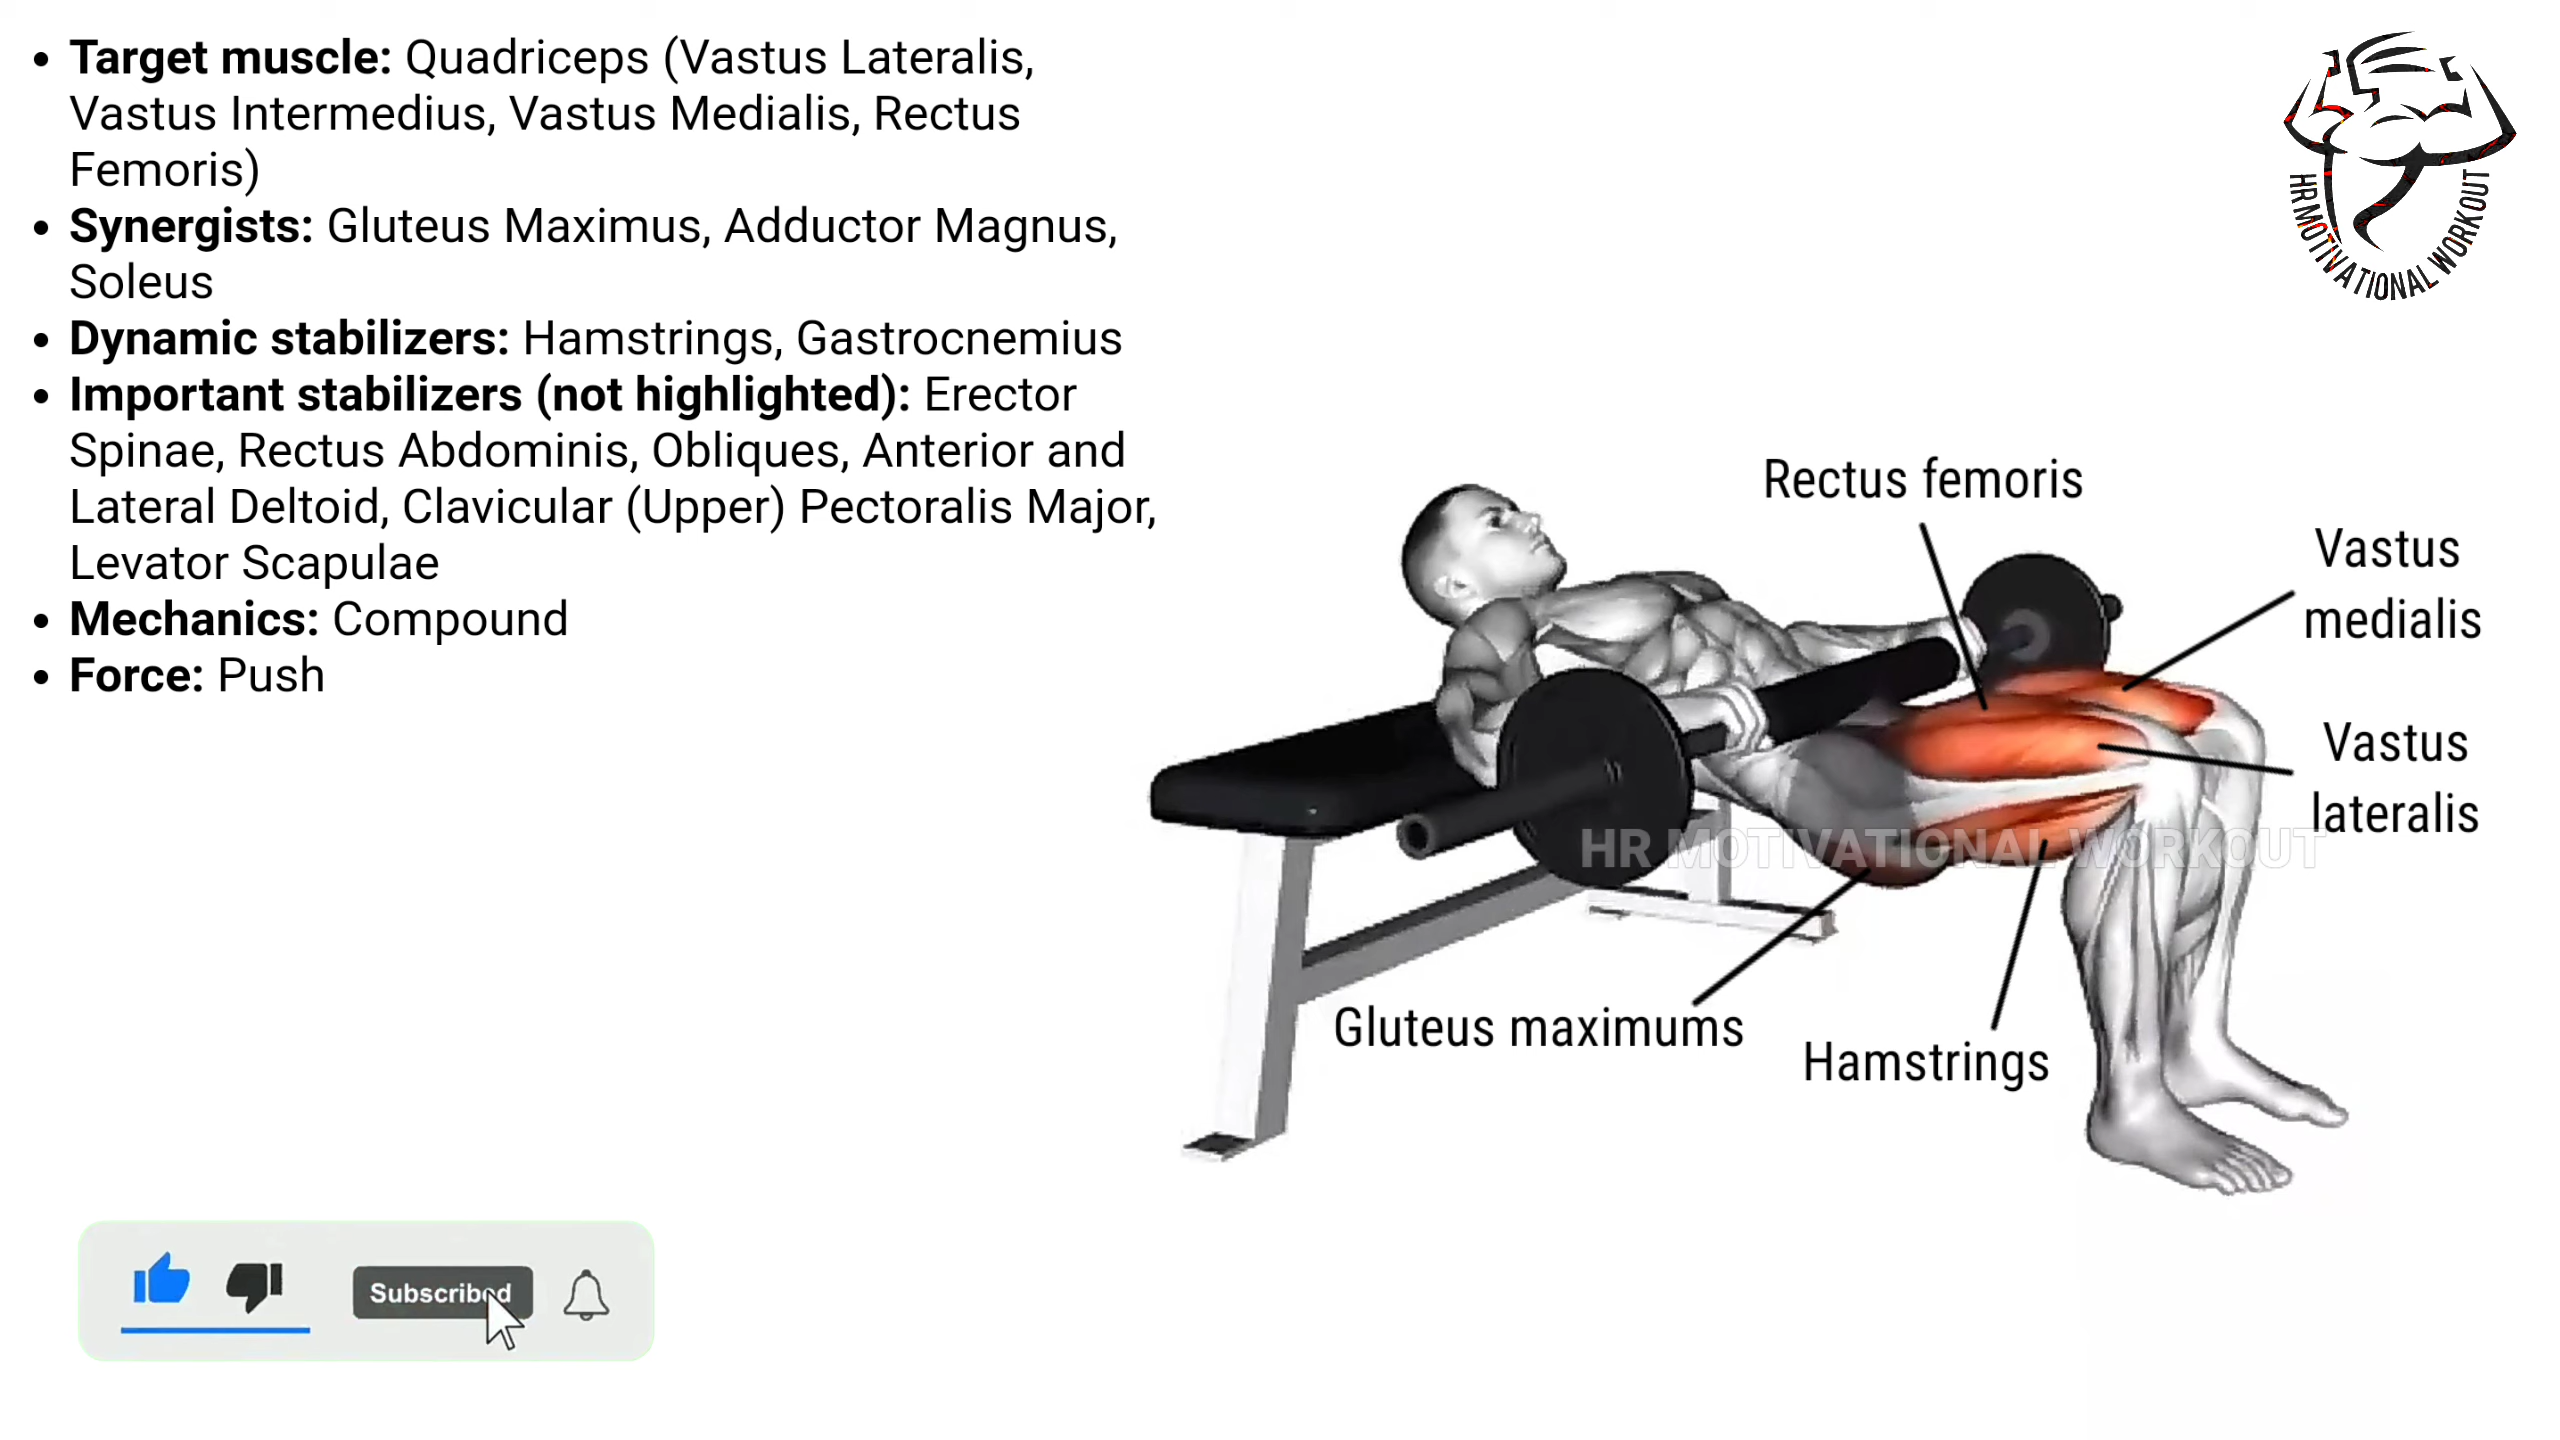 • Target muscle: Quadriceps (Vastus Lateralis,
Vastus Intermedius, Vastus Medialis, Rectus
Femoris)
• Synergists: Gluteus Maximus, Adductor Magnus,
Soleus
• Dynamic stabilizers: Hamstrings, Gastrocnemius
• Important stabilizers (not highlighted): Erector
Spinae, Rectus Abdominis, Obliques, Anterior and
Lateral Deltoid, Clavicular (Upper) Pectoralis Major,
Levator Scapulae
• Mechanics: Compound
• Force: Push
HR MOTIVATIONAL WORKOUT
Rectus femoris
Vastus
medialis
Vastus
lateralis
HR MOTIVATIONAL WORKOUT
Gluteus maximums
Hamstrings
Subscribed